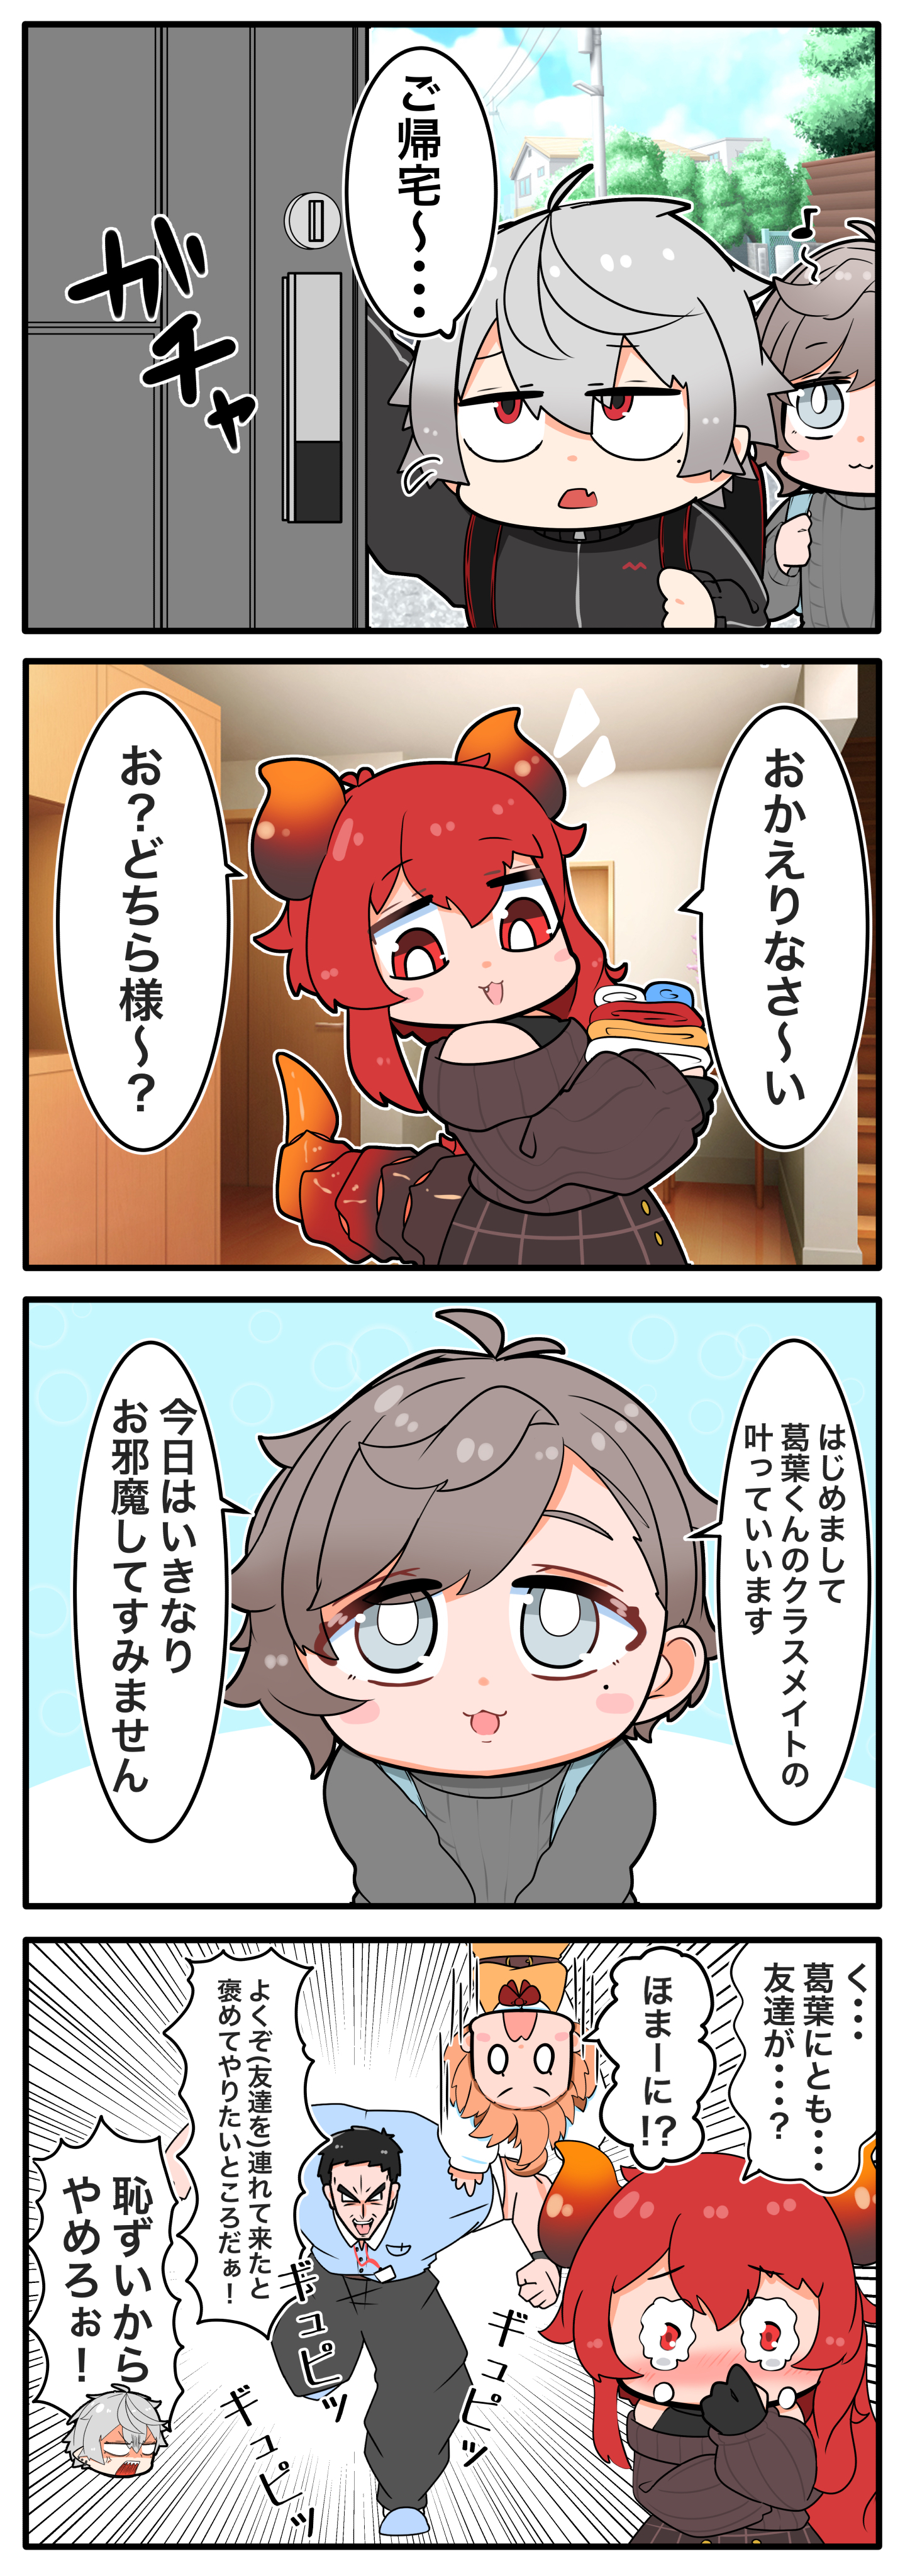 ご帰宅～・・・・
ガチャ
おかえりなさ～い
お？どちら様～？
はじめまして
葛葉くんのクラスメイトの
叶っていいます
今日はいきなり
お邪魔してすみません
く・・・
葛葉にとも・・・
友達が・・・・？
ほまーに!?
よくぞ(友達を)連れて来たと
褒めてやりたいところだぁ！
ギュピッ
ギュピッ
ギュピッ
恥ずいから
やめろぉ！